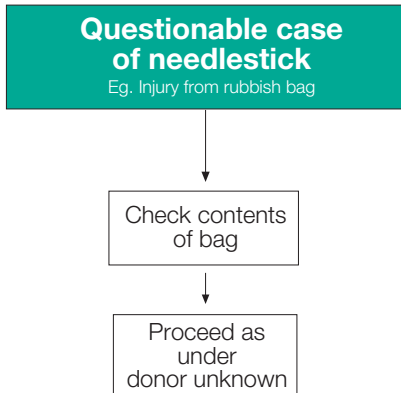 Questionable case
of needlestick
Eg. Injury from rubbish bag
Check contents
of bag
Proceed as
under
donor unknown